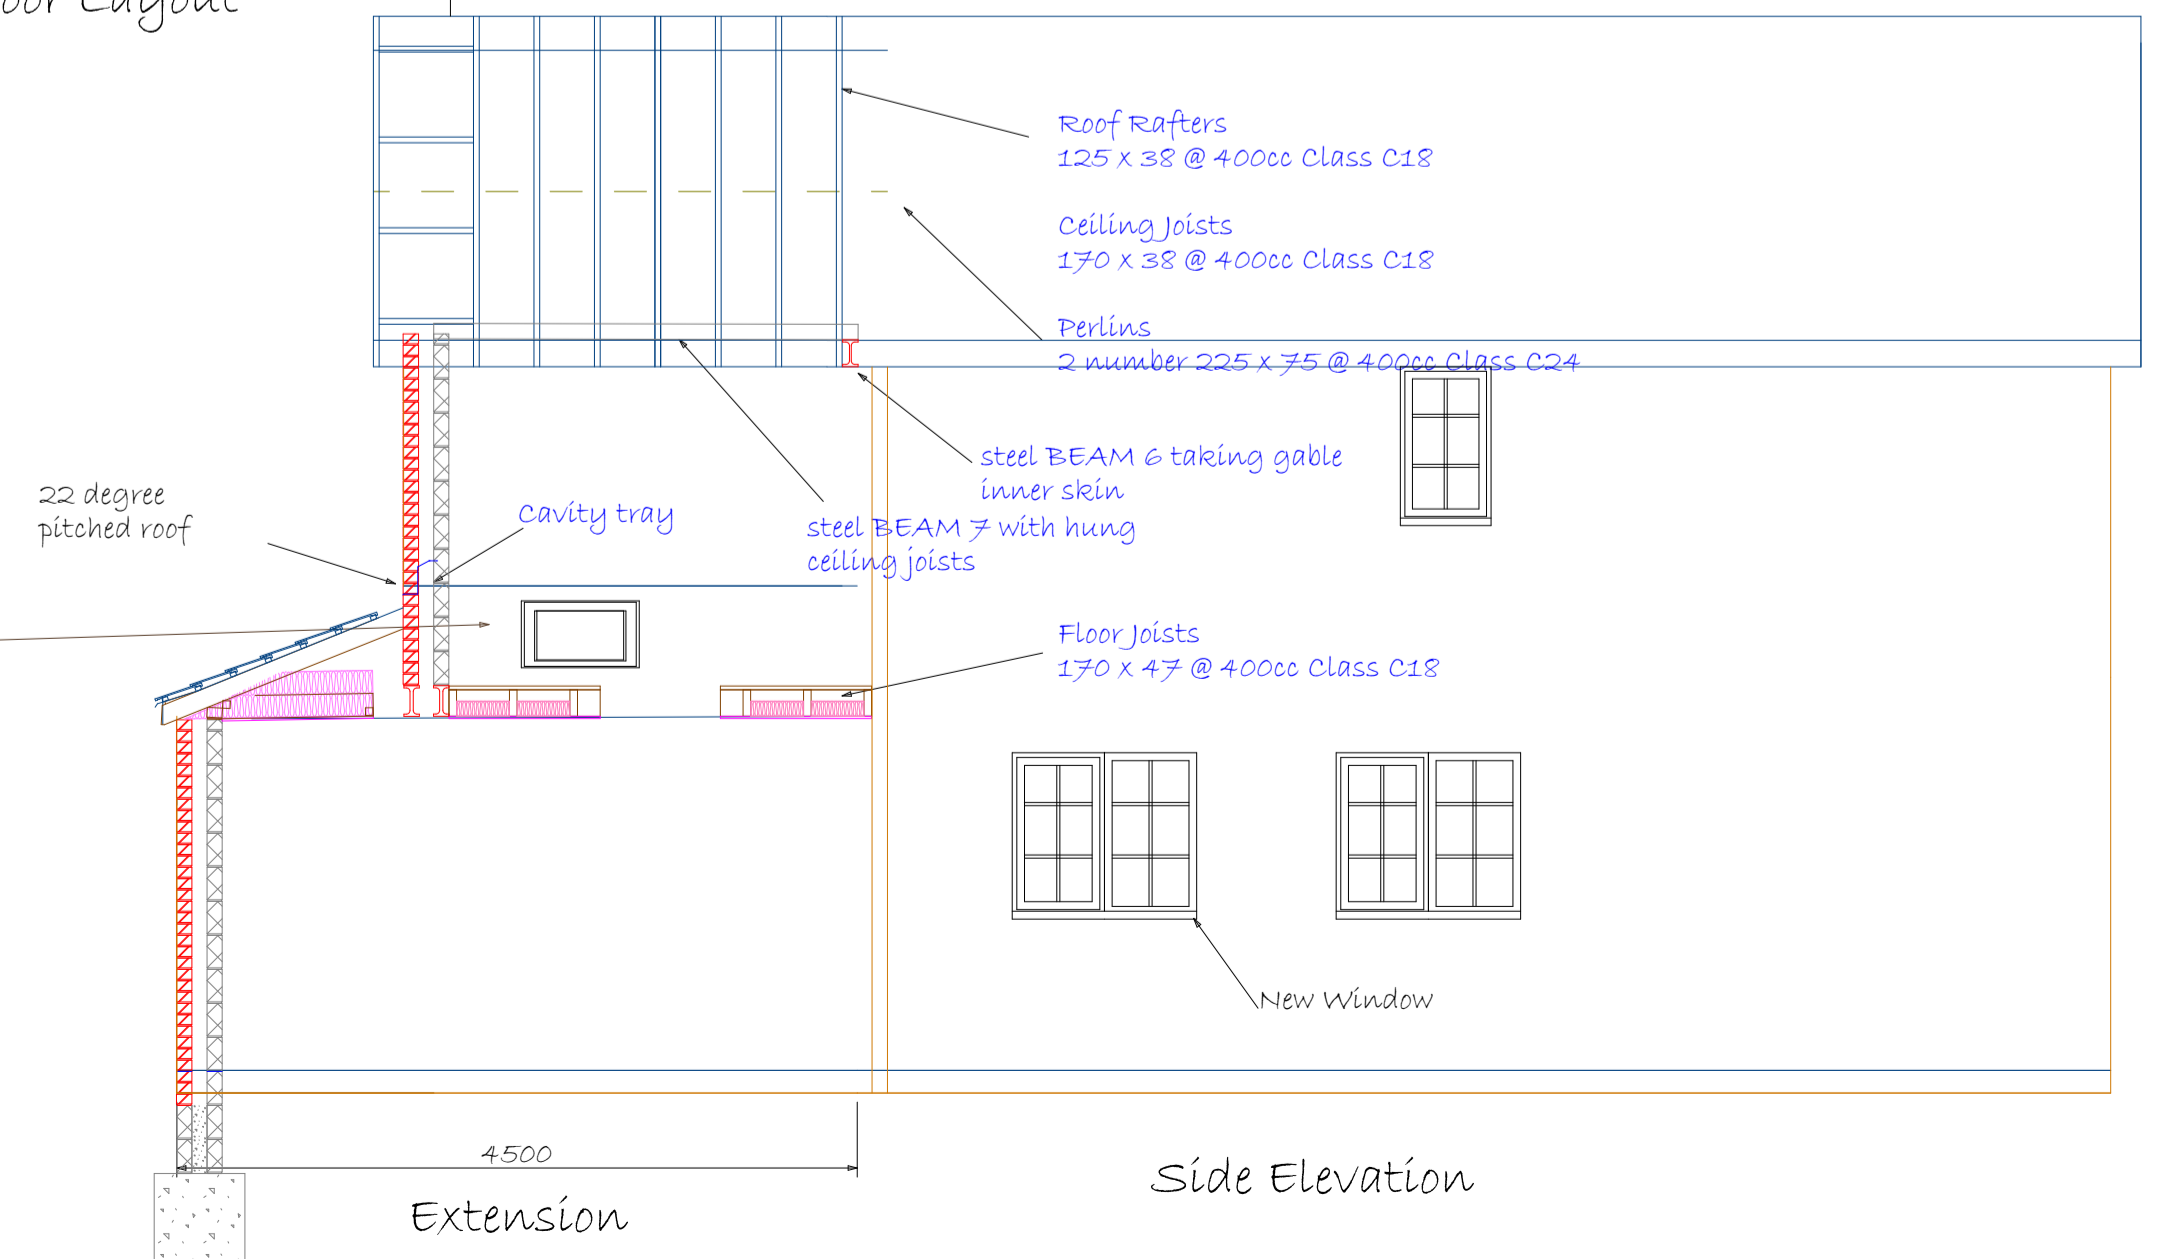 oor Layout
Roof Rafters
125 x 38 @ 400cc Class C18
Ceiling Joists
170 x 38 @ 400cc Class C18
Perlins
2 number 225 x 75 @ 400cc Class C24
steel BEAM 6 taking gable
inner skin
22 degree
pitched roof
Cavity tray
steel BEAM 7 with hung
ceiling joists
Floor Joists
170 x 47 @ 400cc Class C18
New Window
4500
Extension
Side Elevation